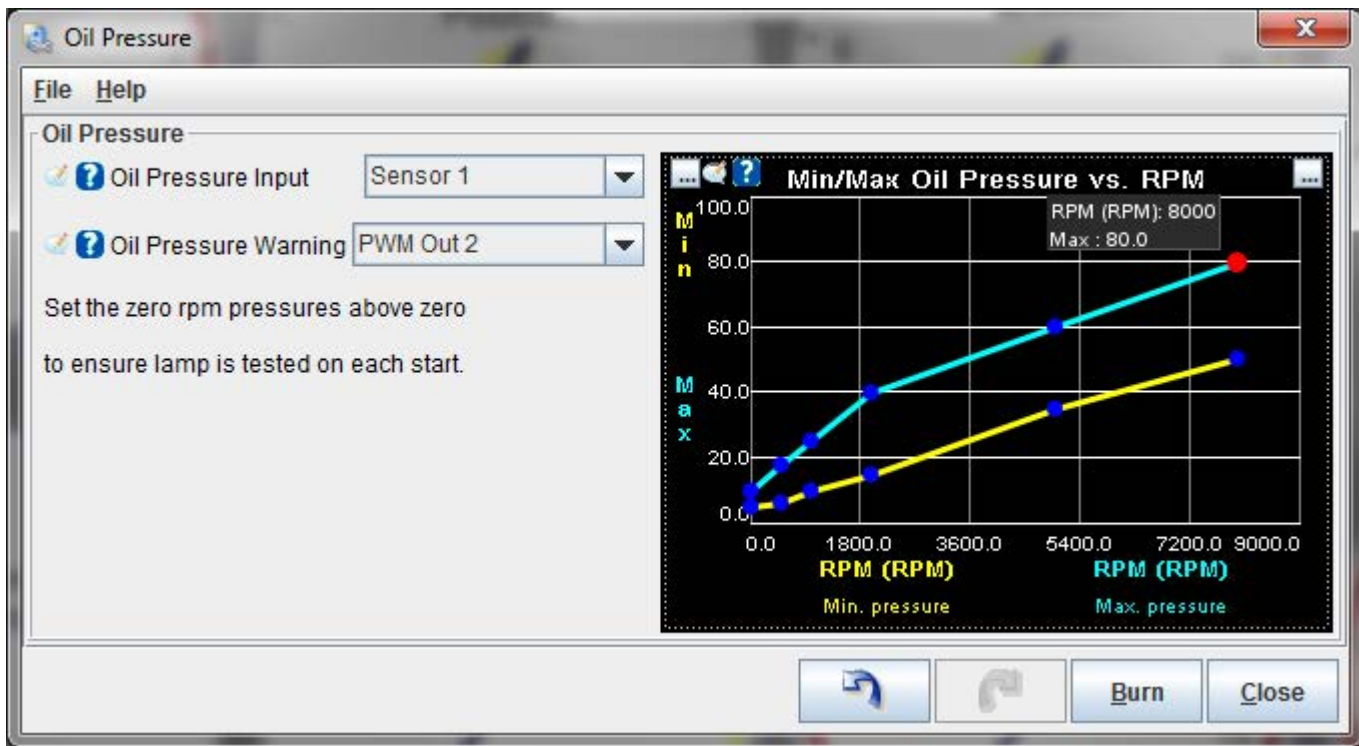 Oil Pressure
File Help
Oil Pressure
Oil Pressure Input
Sensor 1
Oil Pressure Warning
PWM Out 2
Set the zero rpm pressures above zero
to ensure lamp is tested on each start.
... ? Min/Max Oil Pressure vs. RPM ...
RPM (RPM): 8000
Max : 80.0
Min
Max
100.0
80.0
60.0
40.0
20.0
0.0
0.0 1800.0 3600.0 5400.0 7200.0 9000.0
RPM (RPM) RPM (RPM)
Min. pressure Max. pressure
Burn Close